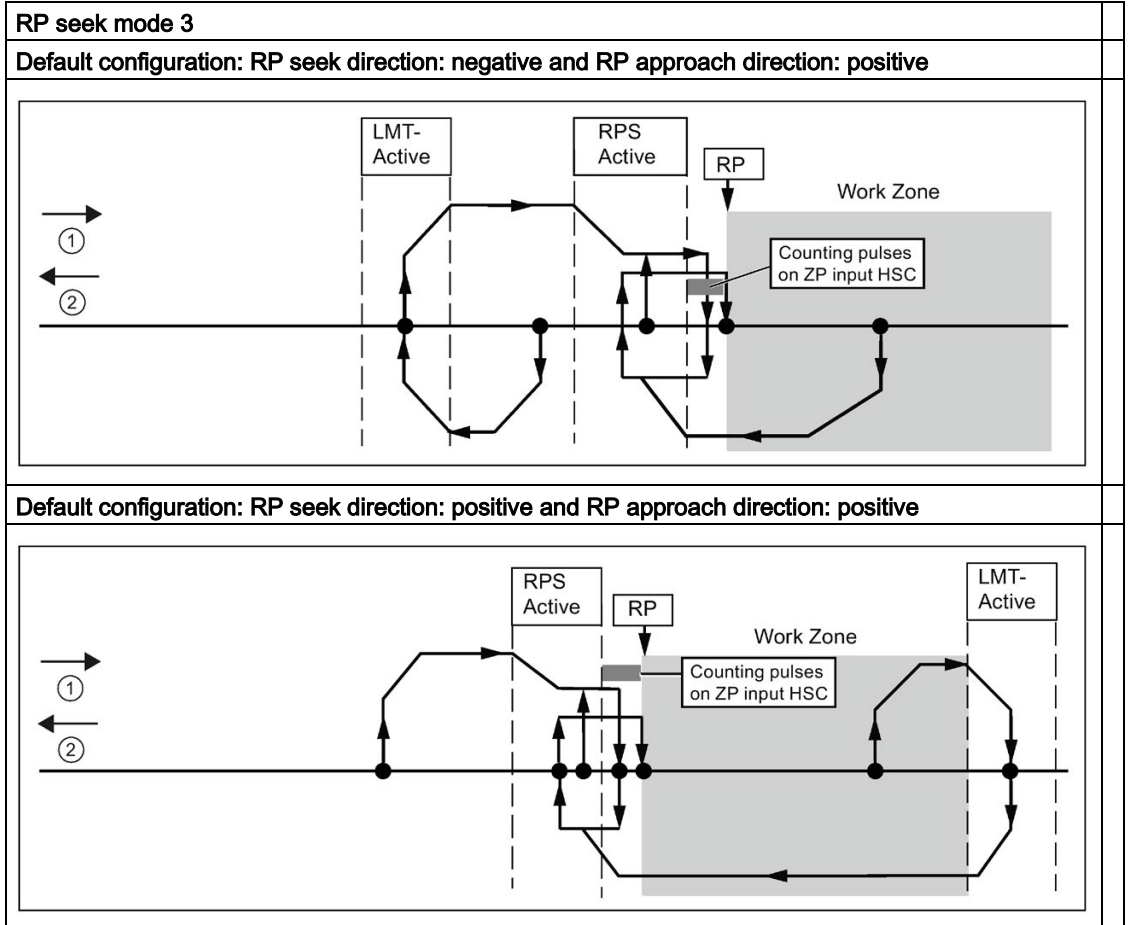 RP seek mode 3
Default configuration: RP seek direction: negative and RP approach direction: positive
LMT-
Active
RPS
Active
RP
Work Zone
①
Counting pulses
on ZP input HSC
②
Default configuration: RP seek direction: positive and RP approach direction: positive
RPS
Active
RP
LMT-
Active
Work Zone
①
Counting pulses
on ZP input HSC
②